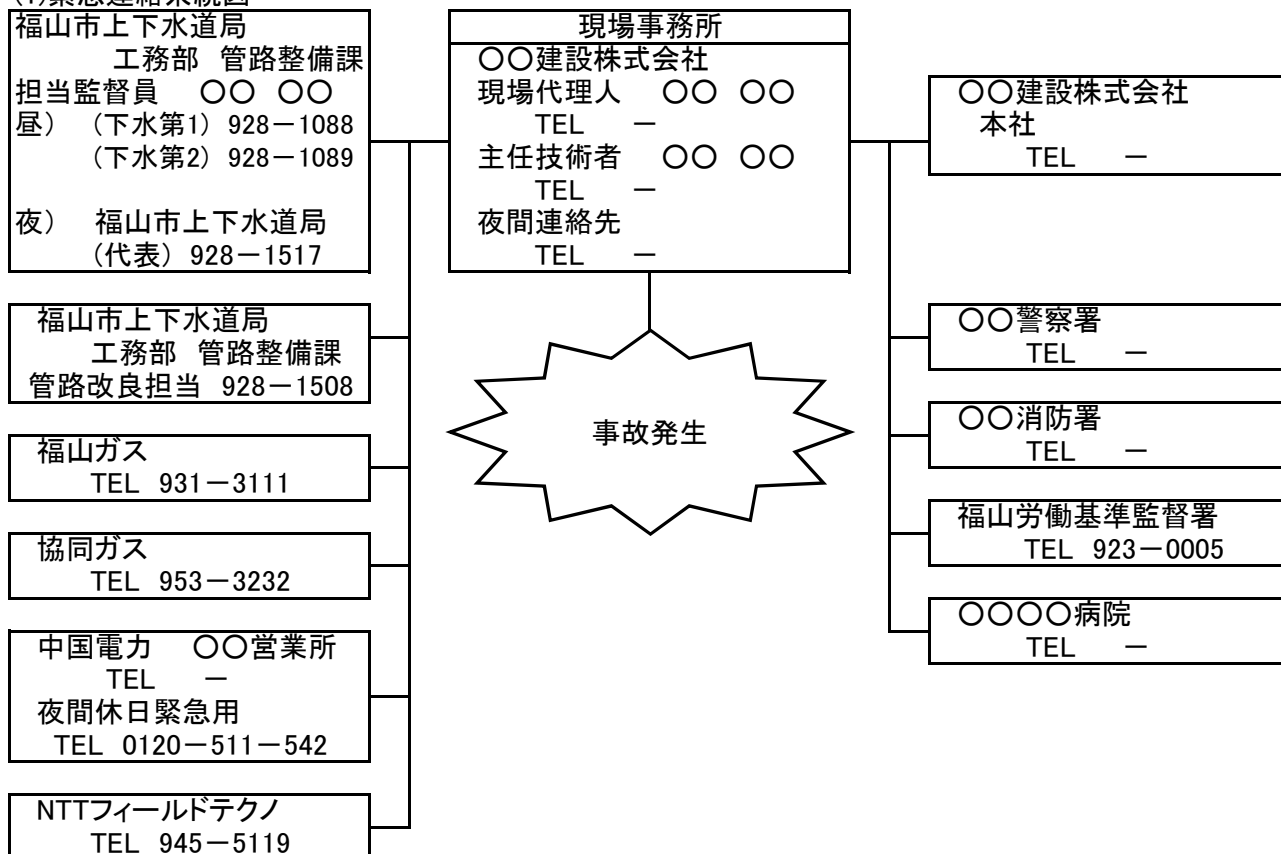 (1)緊急連絡系統図
福山市上下水道局
工務部 管路整備課
担当監督員 〇〇 〇〇
昼） （下水第1） 928－1088
（下水第2） 928－1089
夜） 福山市上下水道局
（代表） 928－1517
福山市上下水道局
工務部 管路整備課
管路改良担当 928－1508
福山ガス
TEL 931－3111
協同ガス
TEL 953－3232
中国電力 〇〇営業所
TEL －
夜間休日緊急用
TEL 0120－511－542
NTTフィールドテクノ
TEL 945－5119
現場事務所
〇〇建設株式会社
現場代理人 〇〇 〇〇
TEL －
主任技術者 〇〇 〇〇
TEL －
夜間連絡先
TEL －
事故発生
〇〇建設株式会社
本社
TEL －
〇〇警察署
TEL －
〇〇消防署
TEL －
福山労働基準監督署
TEL 923－0005
〇〇〇〇病院
TEL －